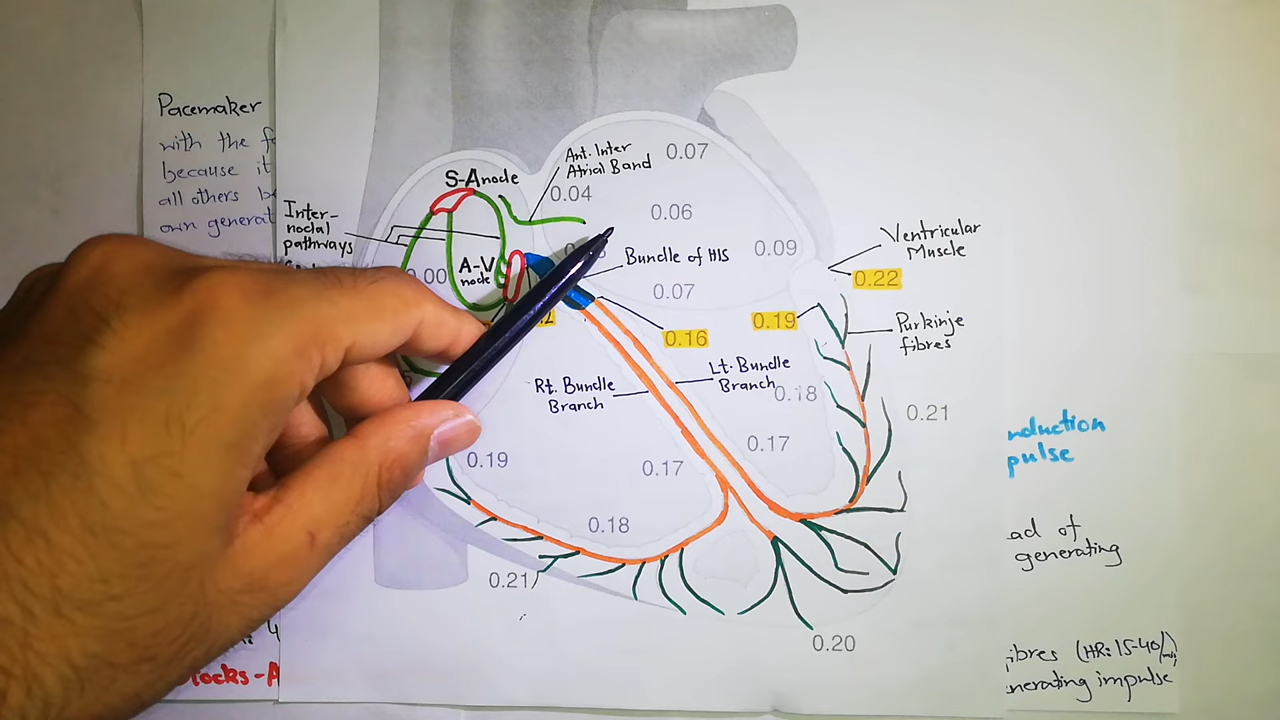 Pacemaker
with the
because it
all others
own generat
Inter-
nodal
pathways
S-A node
Ant. Inter
Atrial Band
0.04
0.07
0.06
0.09
0.07
A-V
node
0.00
Bundle of HIS
Ventricular
Muscle
0.22
0.16
0.19
Purkinje
fibres
Rt. Bundle
Branch
Lt. Bundle
Branch
0.18
0.21
0.17
0.17
0.19
0.18
0.21
0.20
nduction
pulse
ad of
generating
ibres (HR: 15-40/
nerating impulse
4
locks-A